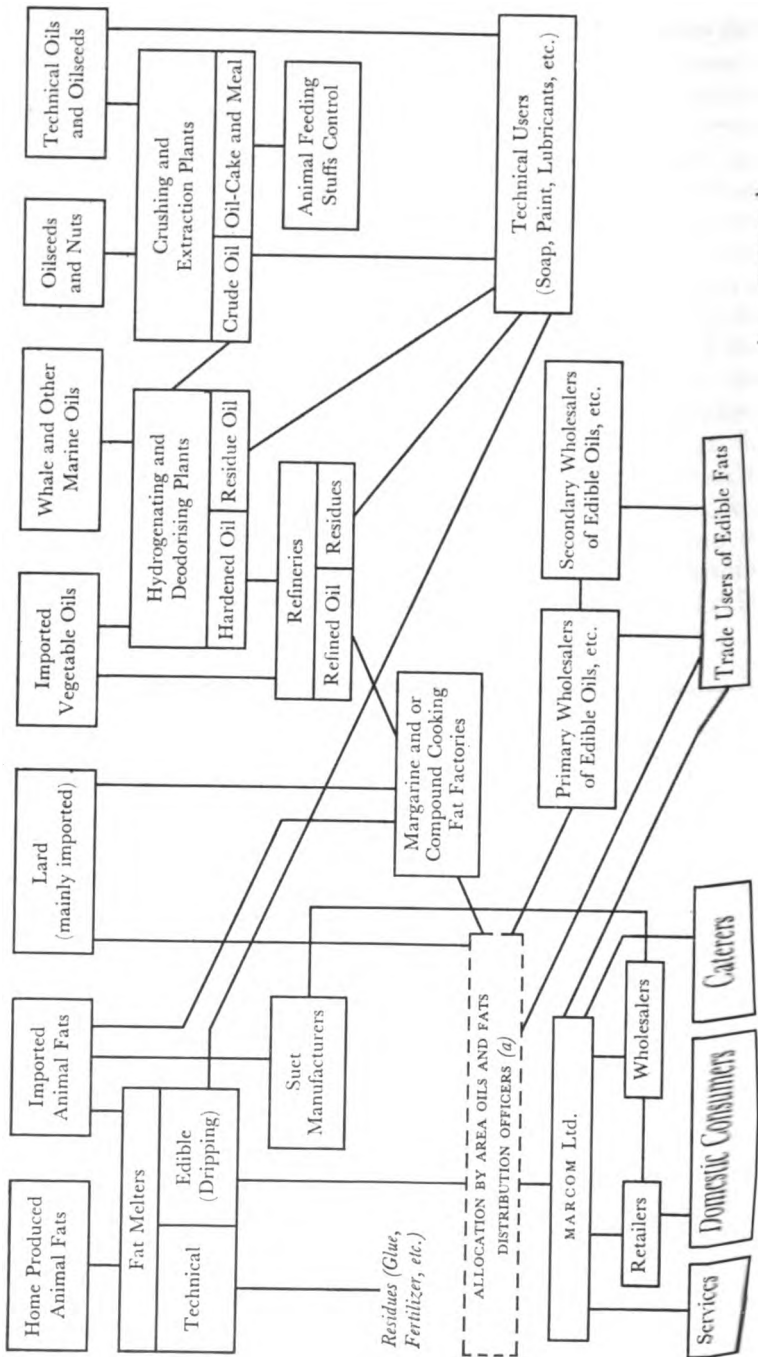 Home Produced
Animal Fats
Imported
Animal Fats
Lard
(mainly imported)
Imported
Vegetable Oils
Whale and Other
Marine Oils
Oilseeds
and Nuts
Technical Oils
and Oilseeds
Fat Melters
Technical
Edible
(Dripping)
Hydrogenating and
Deodorising Plants
Hardened Oil
Residue Oil
Crushing and
Extraction Plants
Crude Oil
Oil-Cake and Meal
Suet
Manufacturers
Refineries
Refined Oil
Residues
Animal Feeding
Stuffs Control
Residues (Glue,
Fertilizer, etc.)
Margarine and or
Compound Cooking
Fat Factories
ALLOCATION BY AREA OILS AND FATS
DISTRIBUTION OFFICERS (a)
Technical Users
(Soap, Paint, Lubricants, etc.)
MARCOM Ltd.
Primary Wholesalers
of Edible Oils, etc.
Secondary Wholesalers
of Edible Oils, etc.
Retailers
Wholesalers
Services
Domestic Consumers
Caterers
Trade Users of Edible Fats